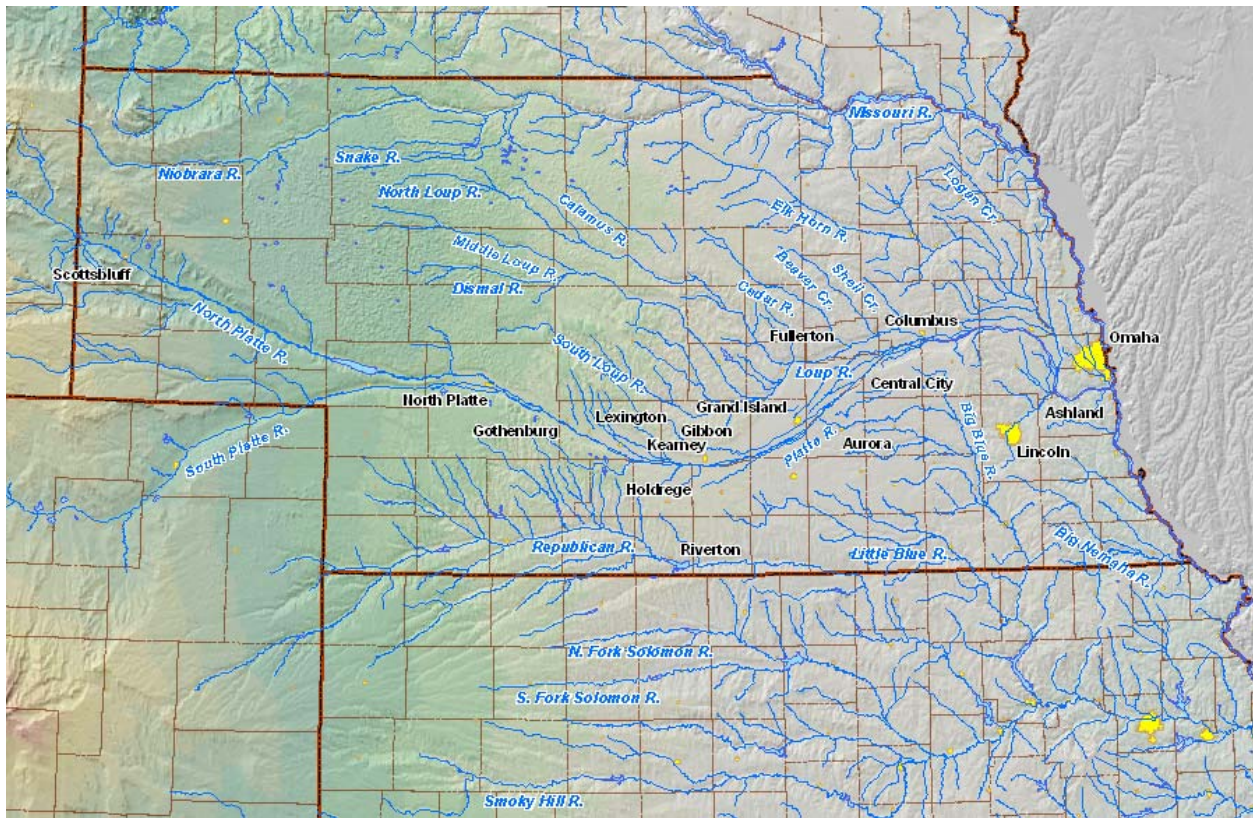 Missouri R.
Snake R.
Niobrara R.
North Loup R.
Logan Cr.
Calamus R.
Elk Horn R.
Middle Loup R.
Scottsbluff
Dismal R.
Beaver Cr.
Shell Cr.
Cedar R.
North Platte R.
Columbus
Fullerton
Omaha
South Loup R.
Loup R.
Central City
North Platte
Grand Island
Ashland
Lexington
Gibbon
Gothenburg
Kearney
Platte R.
Aurora
Big Blue R.
Lincoln
South Platte R.
Holdrege
Republican R.
Riverton
Little Blue R.
Big Nemaha R.
N. Fork Solomon R.
S. Fork Solomon R.
Smoky Hill R.